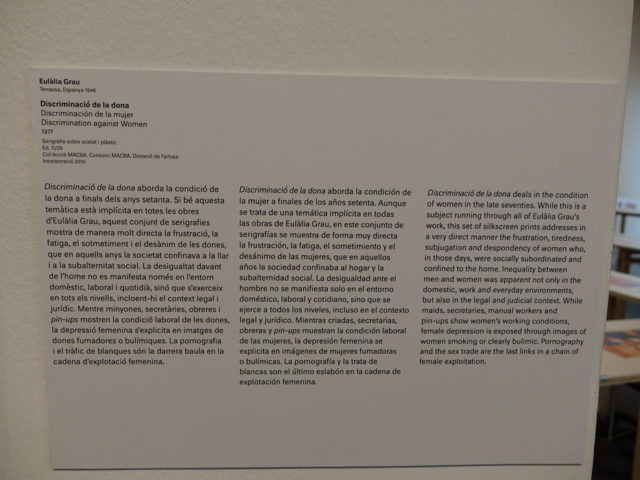 Eulàlia Grau
Terrassa, Espanya 1946
Discriminació de la dona
Discriminación de la mujer
Discrimination against Women
1977
Serigrafia sobre acetat i plàstic
Ed. 11/25
Col·lecció MACBA. Consorci MACBA. Donació de l'artista
Incorporació 2010
Discriminació de la dona aborda la condició de
la dona a finals dels anys setanta. Si bé aquesta
temàtica està implícita en totes les obres
d'Eulàlia Grau, aquest conjunt de serigrafies
mostra de manera molt directa la frustració, la
fatiga, el sotmetiment i el desànim de les dones,
que en aquells anys la societat confinava a la llar
i a la subalternitat social. La desigualtat davant
de l'home no es manifesta només en l'entorn
domèstic, laboral i quotidià, sinó que s'exerceix
en tots els nivells, incloent-hi el context legal i
jurídic. Mentre minyones, secretàries, obreres i
pin-ups mostren la condició laboral de les dones,
la depressió femenina s'explicita en imatges de
dones fumadores o bulímiques. La pornografia
i el tràfic de blanques són la darrera baula en la
cadena d'explotació femenina.
Discriminació de la dona aborda la condición de
la mujer a finales de los años setenta. Aunque
se trata de una temática implícita en todas
las obras de Eulàlia Grau, en este conjunto de
serigrafías se muestra de forma muy directa
la frustración, la fatiga, el sometimiento y el
desánimo de las mujeres, que en aquellos
años la sociedad confinaba al hogar y la
subalternidad social. La desigualdad ante el
hombre no se manifiesta solo en el entorno
doméstico, laboral y cotidiano, sino que se
ejerce a todos los niveles, incluso en el contexto
legal y jurídico. Mientras criadas, secretarias,
obreras y pin-ups muestran la condición laboral
de las mujeres, la depresión femenina se
explicita en imágenes de mujeres fumadoras
o bulímicas. La pornografía y la trata de
blancas son el último eslabón en la cadena de
explotación femenina.
Discriminació de la dona deals in the condition
of women in the late seventies. While this is a
subject running through all of Eulàlia Grau's
work, this set of silkscreen prints addresses in
a very direct manner the frustration, tiredness,
subjugation and despondency of women who,
in those days, were socially subordinated and
confined to the home. Inequality between
men and women was apparent not only in the
domestic, work and everyday environments,
but also in the legal and judicial context. While
maids, secretaries, manual workers and
pin-ups show women's working conditions,
female depression is exposed through images of
women smoking or clearly bulimic. Pornography
and the sex trade are the last links in a chain of
female exploitation.